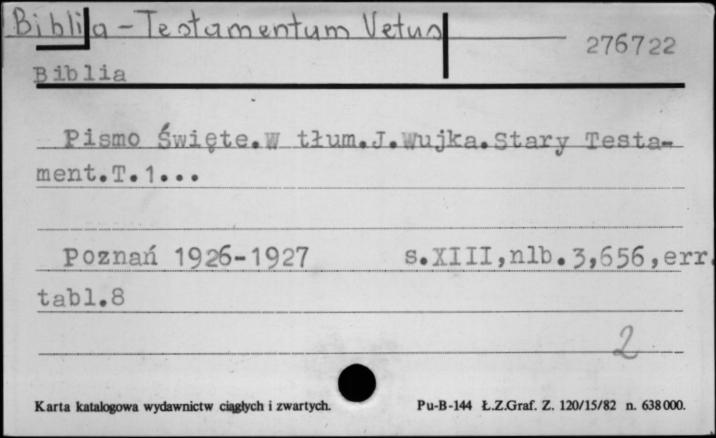 Biblia - Testamentum Vetus
276722
Biblia
Pismo Święte.W tłum.J.Wujka.Stary Testa-
ment.T.1...
Poznań 1926-1927 s.XIII,nlb.3,656,err.
tabl.8
2
Karta katalogowa wydawnictw ciągłych i zwartych. Pu-B-144 Ł.Z.Graf. Z. 120/15/82 n. 638000.